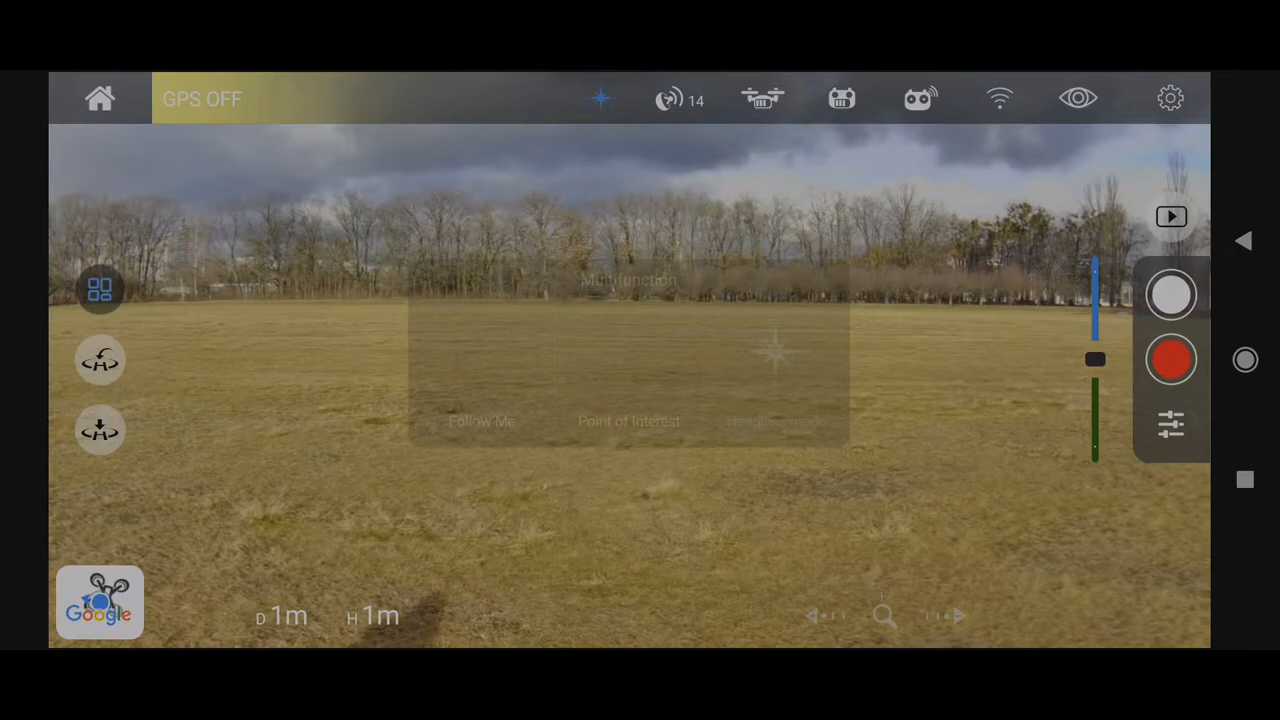 GPS OFF
14
Multifunction
Follow Me
Point of Interest
Google
D 1m
H 1m